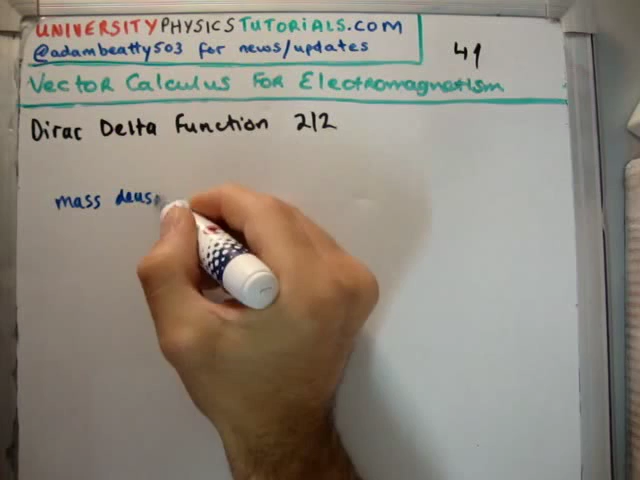 UNIVERSITYPHYSICSTUTORIALS.COM
@adambeatty503 for news/updates
41
Vector Calculus For Electromagnetism
Dirac Delta Function 2/2
mass